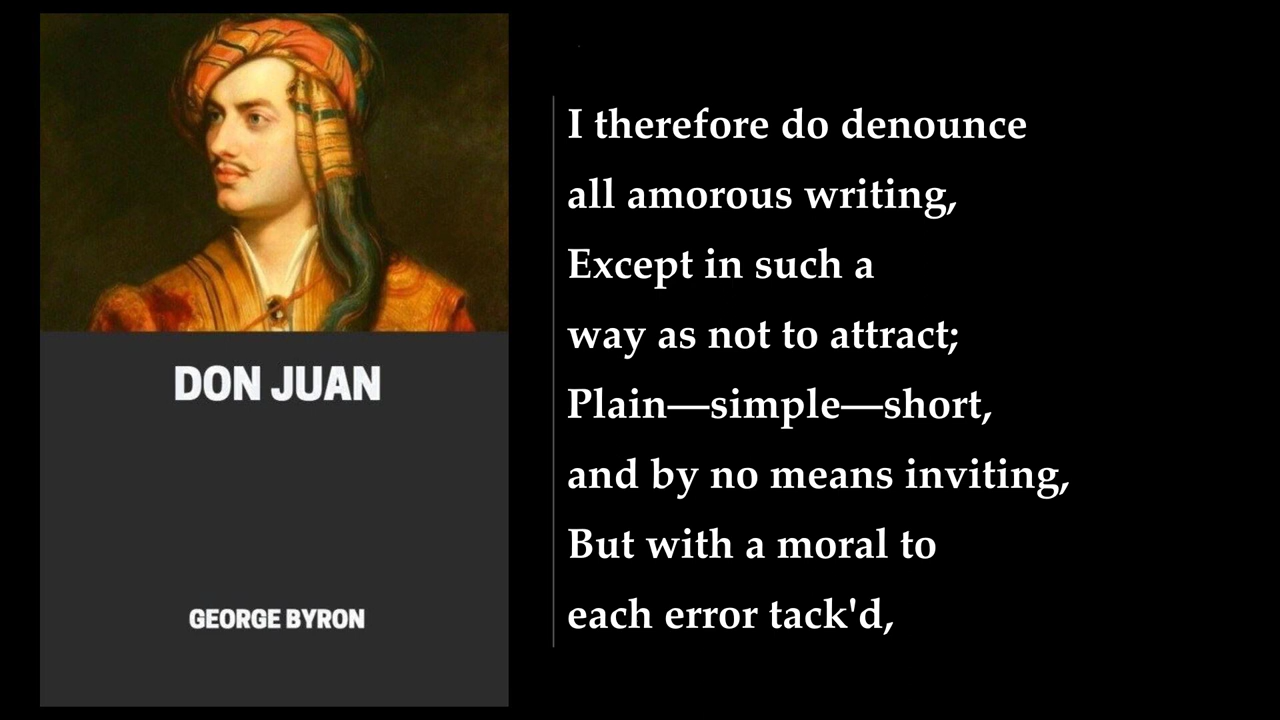 DON JUAN
GEORGE BYRON
I therefore do denounce
all amorous writing,
Except in such a
way as not to attract;
Plain—simple—short,
and by no means inviting,
But with a moral to
each error tack'd,